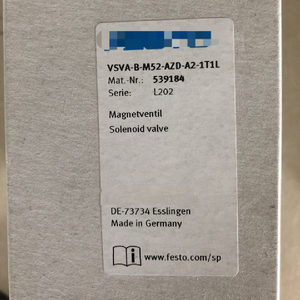 VSVA-B-M52-AZD-A2-1T1L
Mat.-Nr.: 539184
Serie: L202
Magnetventil
Solenoid valve
DE-73734 Esslingen
Made in Germany
www.festo.com/sp